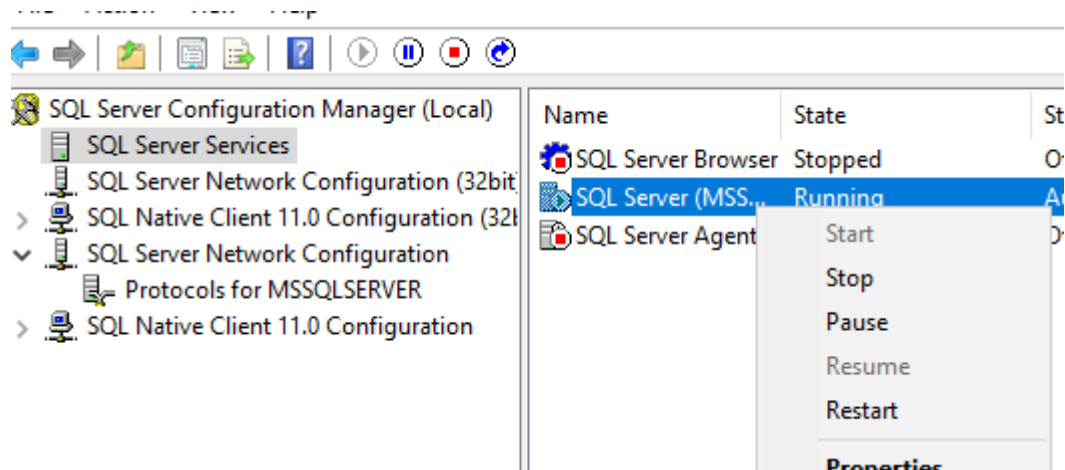 SQL Server Configuration Manager (Local)
SQL Server Services
SQL Server Network Configuration (32bit
SQL Native Client 11.0 Configuration (32b
SQL Server Network Configuration
Protocols for MSSQLSERVER
SQL Native Client 11.0 Configuration
Name State St
SQL Server Browser Stopped
SQL Server (MSS... Running
SQL Server Agent
Start
Stop
Pause
Resume
Restart
Properties